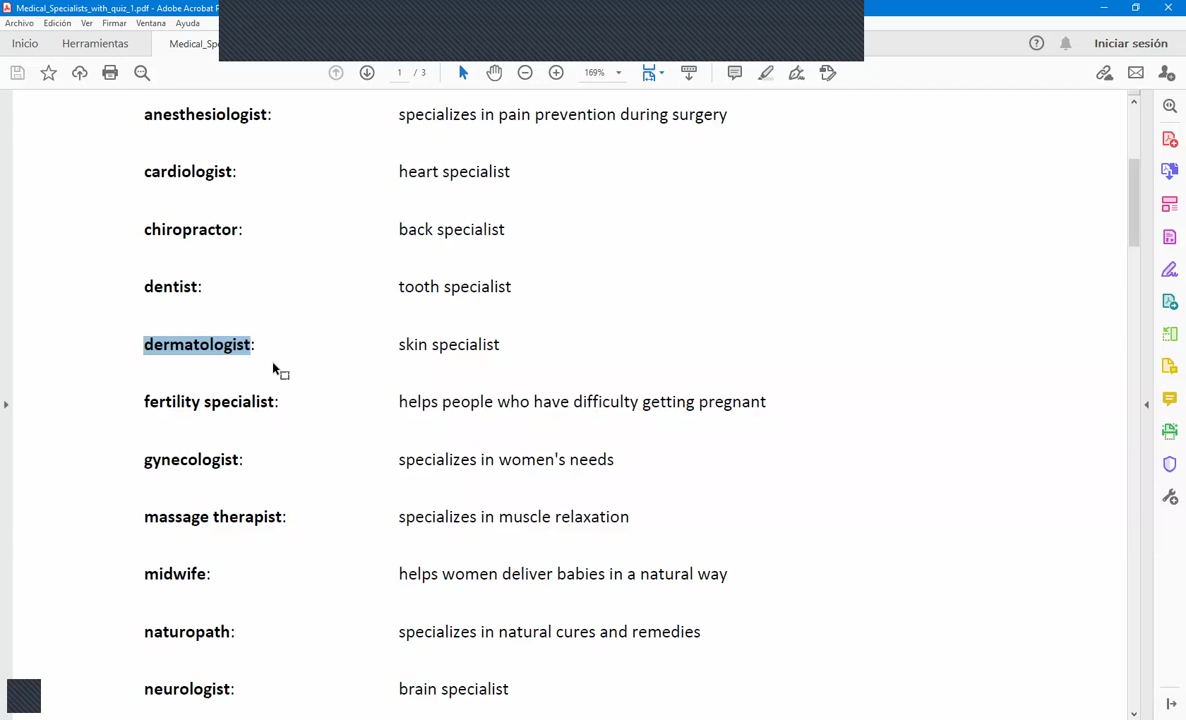 Medical_Specialists_with_quiz_1.pdf - Adobe Acrobat
Archivo Edición Ver Firmar Ventana Ayuda
Inicio Herramientas Iniciar sesión
1 / 3 169%
anesthesiologist: specializes in pain prevention during surgery
cardiologist: heart specialist
chiropractor: back specialist
dentist: tooth specialist
dermatologist: skin specialist
fertility specialist: helps people who have difficulty getting pregnant
gynecologist: specializes in women's needs
massage therapist: specializes in muscle relaxation
midwife: helps women deliver babies in a natural way
naturopath: specializes in natural cures and remedies
neurologist: brain specialist